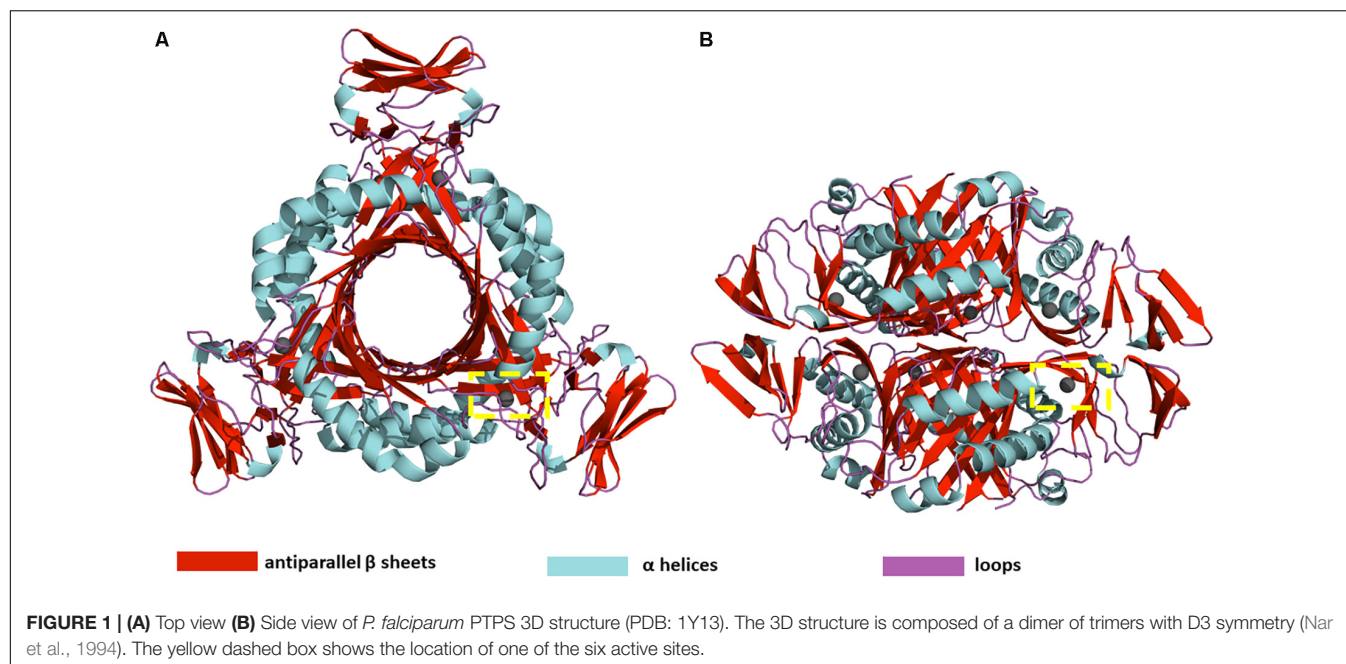 A
B
antiparallel β sheets
α helices
loops
FIGURE 1 | (A) Top view (B) Side view of P. falciparum PTPS 3D structure (PDB: 1Y13). The 3D structure is composed of a dimer of trimers with D3 symmetry (Nar
et al., 1994). The yellow dashed box shows the location of one of the six active sites.